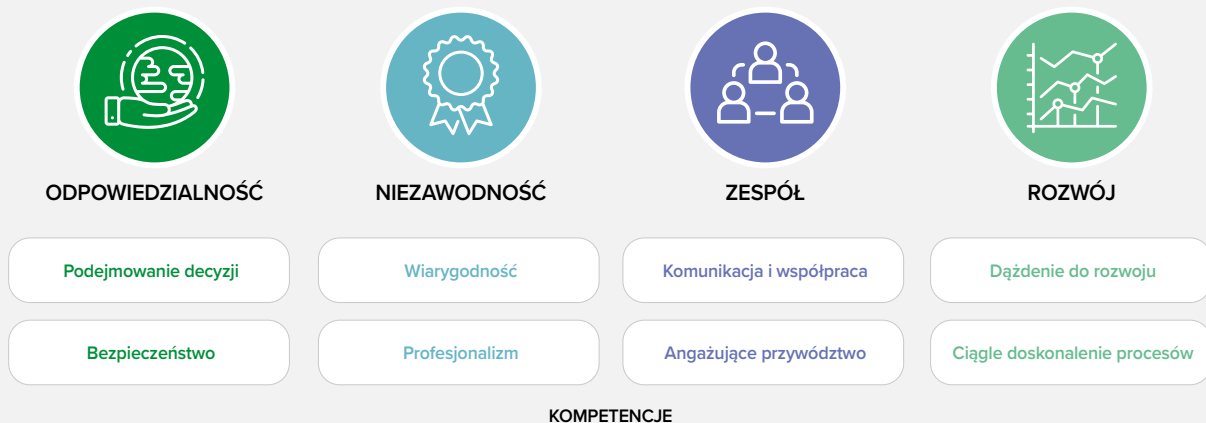 ODPOWIEDZIALNOŚĆ
NIEZAWODNOŚĆ
ZESPÓŁ
ROZWÓJ
Podejmowanie decyzji
Wiarygodność
Komunikacja i współpraca
Dążdenie do rozwoju
Bezpieczeństwo
Profesjonalizm
Angażujące przywództwo
Ciągle doskonalenie procesów
KOMPETENCJE